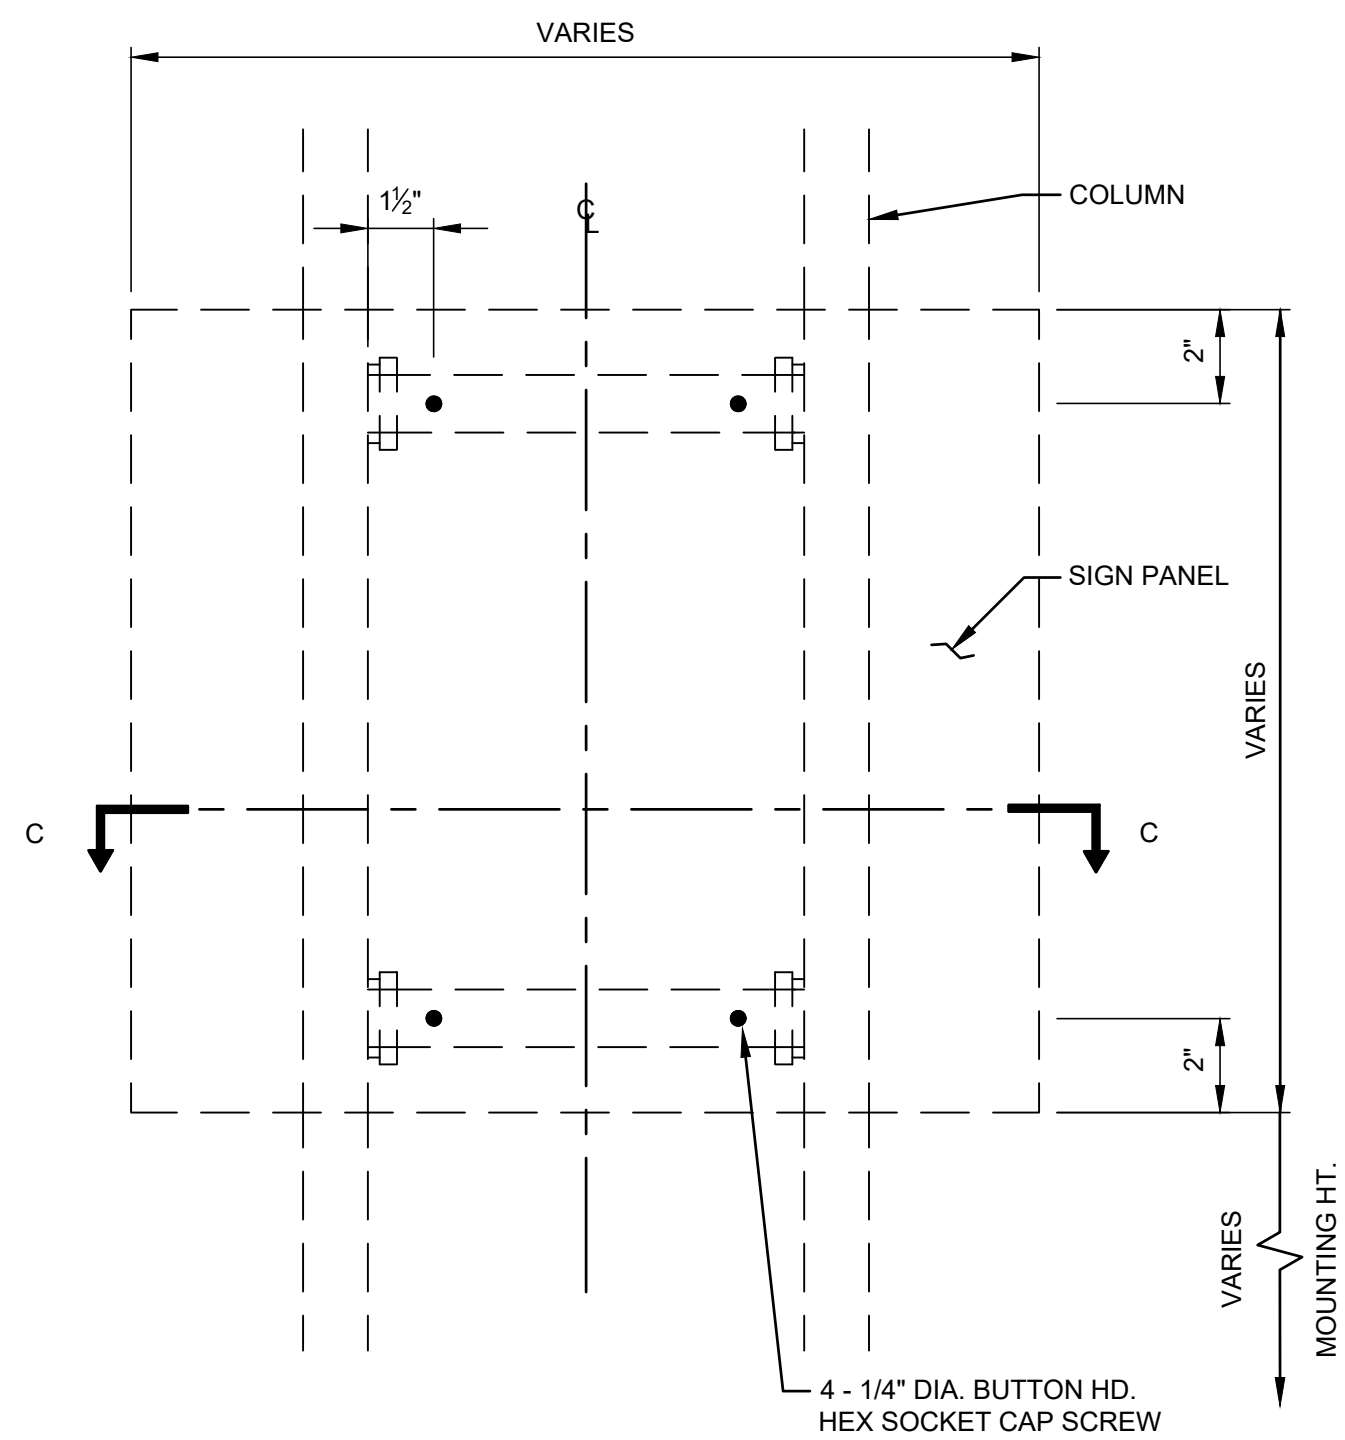 VARIES
COLUMN
1½"
CL
2"
SIGN PANEL
VARIES
C
C
2"
VARIES
MOUNTING HT.
4 - 1/4" DIA. BUTTON HD.
HEX SOCKET CAP SCREW